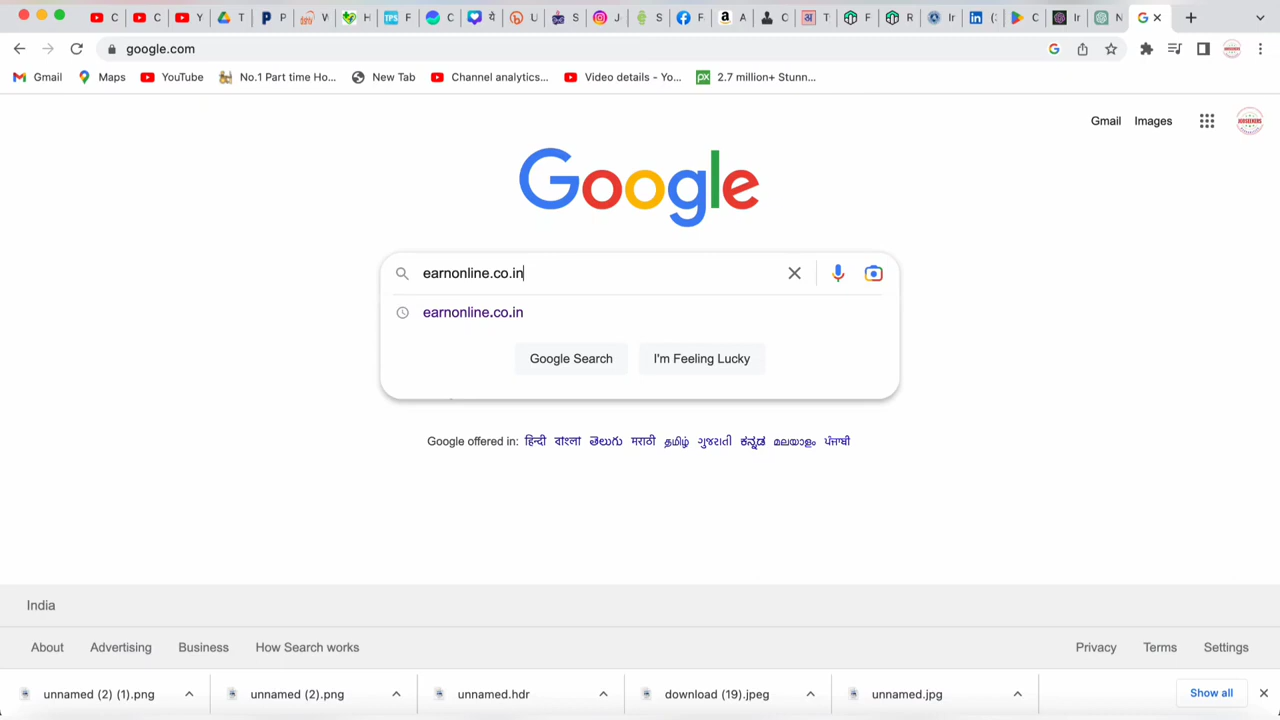 google.com
Gmail Maps YouTube No.1 Part time Ho... New Tab Channel analytics... Video details - Yo... 2.7 million+ Stunn...
Gmail Images
Google
earnonline.co.in
earnonline.co.in
Google Search I'm Feeling Lucky
Google offered in: हिन्दी বাংলা తెలుగు मराठी தமிழ் ગુજરાતી ಕನ್ನಡ മലയാളം ਪੰਜਾਬੀ
India
About Advertising Business How Search works Privacy Terms Settings
unnamed (2) (1).png unnamed (2).png unnamed.hdr download (19).jpeg unnamed.jpg Show all